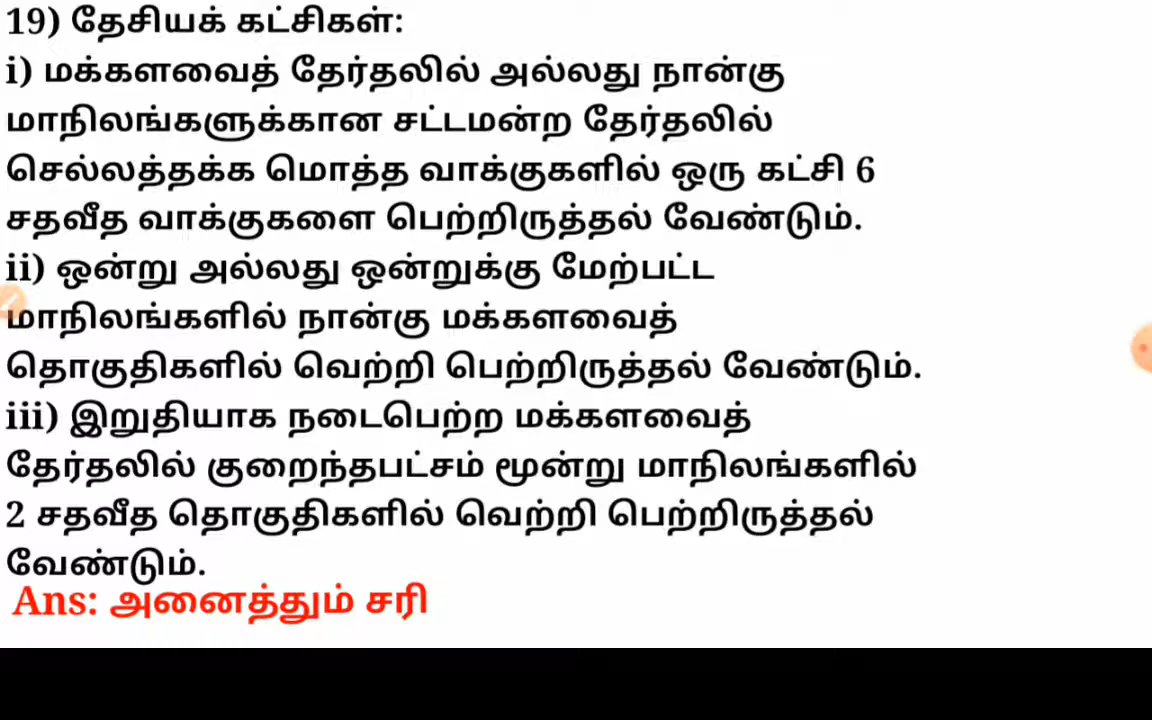 19) தேசியக் கட்சிகள்:
i) மக்களவைத் தேர்தலில் அல்லது நான்கு
மாநிலங்களுக்கான சட்டமன்ற தேர்தலில்
செல்லத்தக்க மொத்த வாக்குகளில் ஒரு கட்சி 6
சதவீத வாக்குகளை பெற்றிருத்தல் வேண்டும்.
ii) ஒன்று அல்லது ஒன்றுக்கு மேற்பட்ட
மாநிலங்களில் நான்கு மக்களவைத்
தொகுதிகளில் வெற்றி பெற்றிருத்தல் வேண்டும்.
iii) இறுதியாக நடைபெற்ற மக்களவைத்
தேர்தலில் குறைந்தபட்சம் மூன்று மாநிலங்களில்
2 சதவீத தொகுதிகளில் வெற்றி பெற்றிருத்தல்
வேண்டும்.
Ans: அனைத்தும் சரி